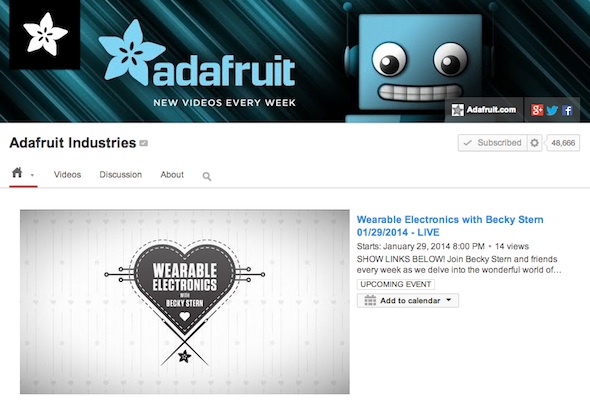 adafruit
NEW VIDEOS EVERY WEEK
Adafruit.com
Adafruit Industries
Subscribed
48,666
Videos
Discussion
About
WEARABLE
ELECTRONICS
WITH
BECKY STERN
Wearable Electronics with Becky Stern
01/29/2014 - LIVE
Starts: January 29, 2014 8:00 PM • 14 views
SHOW LINKS BELOW! Join Becky Stern and friends
every week as we delve into the wonderful world of…
UPCOMING EVENT
Add to calendar